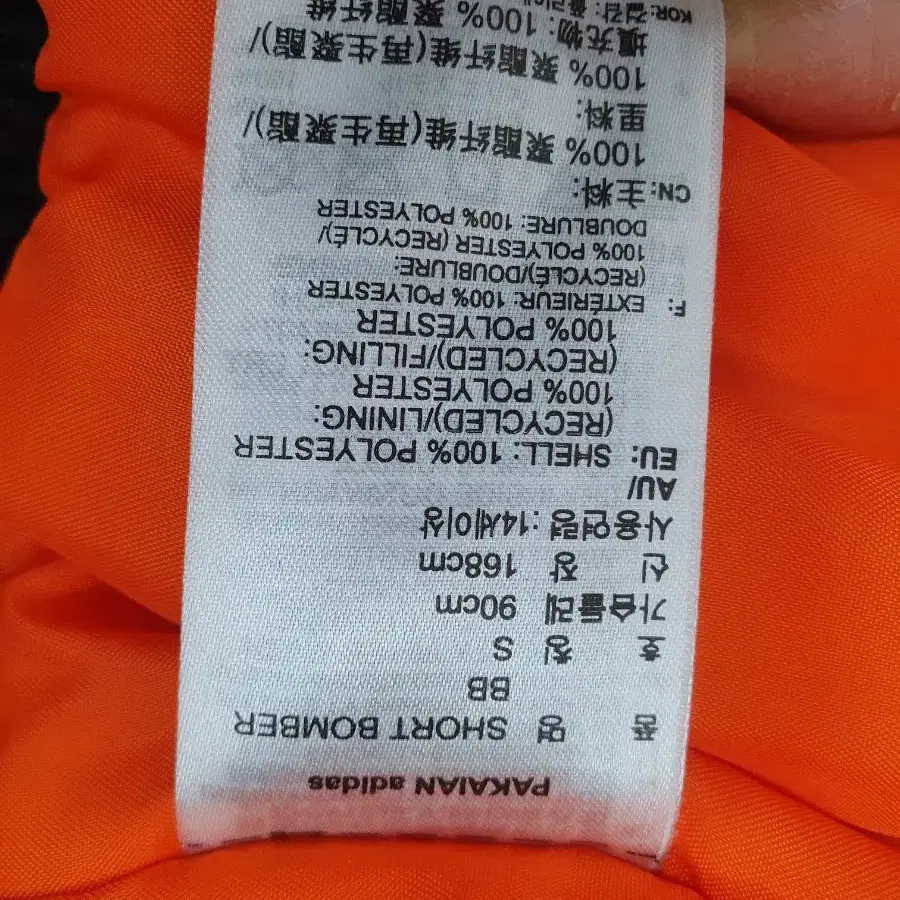 PAKAIAN adidas
품 명 SHORT BOMBER
BB
호 칭 S
가슴둘레 90cm
신 장 168cm
사용연령 : 14세이상
AU/
EU: SHELL: 100% POLYESTER
(RECYCLED)/LINING:
100% POLYESTER
(RECYCLED)/FILLING:
100% POLYESTER
F: EXTÉRIEUR: 100% POLYESTER
(RECYCLÉ)/DOUBLURE:
100% POLYESTER (RECYCLÉ)/
DOUBLURE: 100% POLYESTER
CN: 主料:
100% 聚酯纤维(再生聚酯)/
里料:
100% 聚酯纤维(再生聚酯)/
填充物: 100% 聚酯纤维
KOR: 겉감: